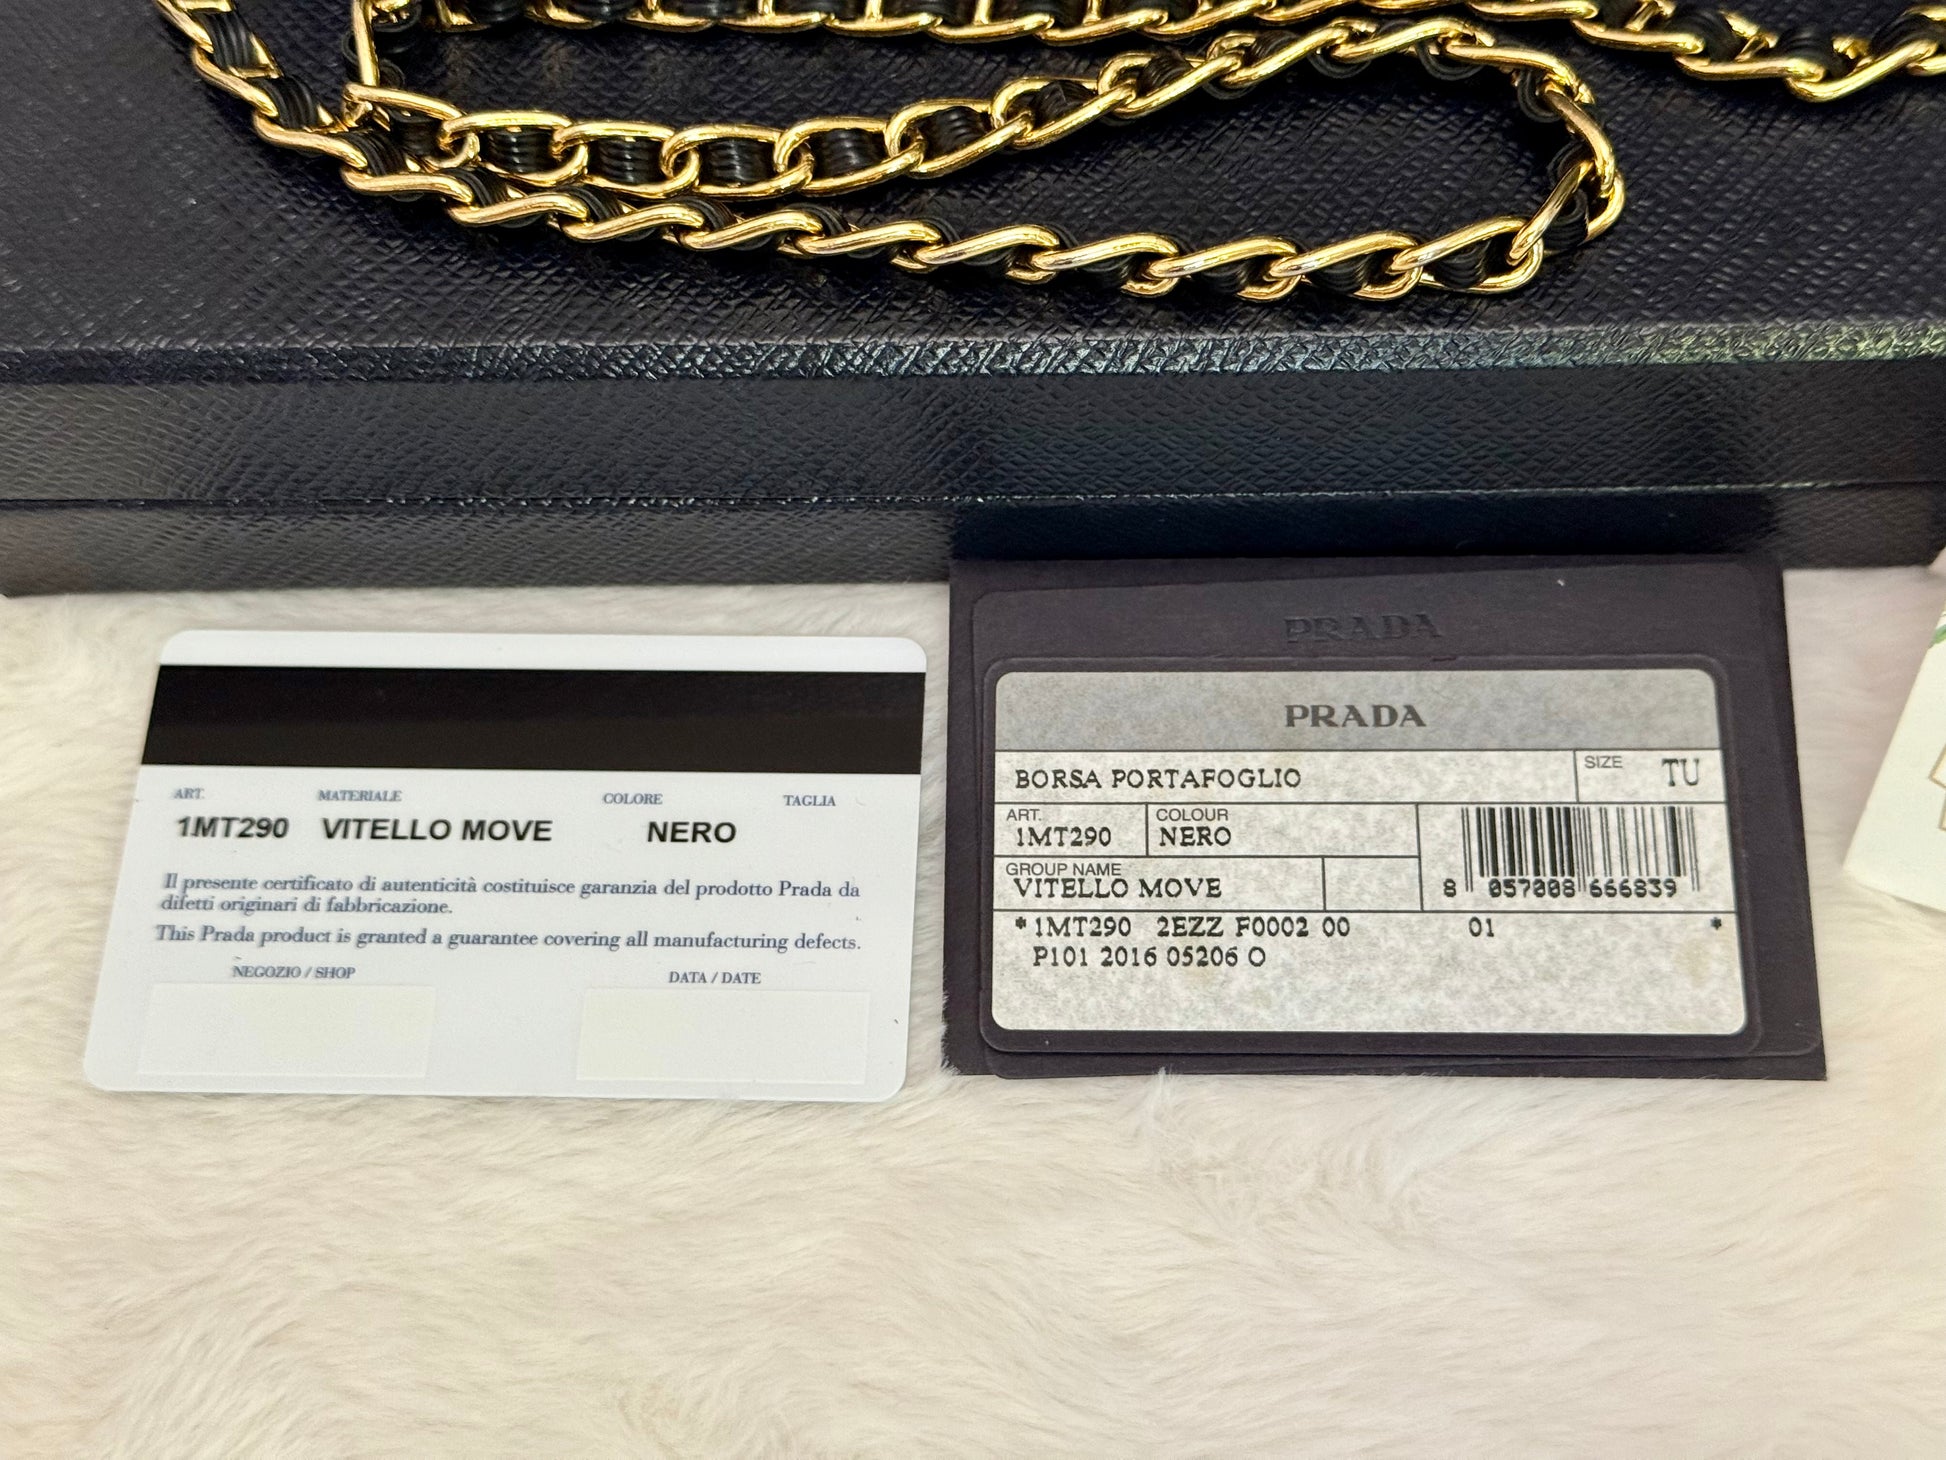 ART. MATERIALE COLORE TAGLIA
1MT290 VITELLO MOVE NERO
Il presente certificato di autenticità costituisce garanzia del prodotto Prada da
difetti originari di fabbricazione.
This Prada product is granted a guarantee covering all manufacturing defects.
NEGOZIO / SHOP DATA / DATE
PRADA
PRADA
BORSA PORTAFOGLIO SIZE TU
ART. COLOUR
1MT290 NERO
GROUP NAME
VITELLO MOVE
8 057008 666839
*1MT290 2EZZ F0002 00 01 *
P101 2016 05206 O